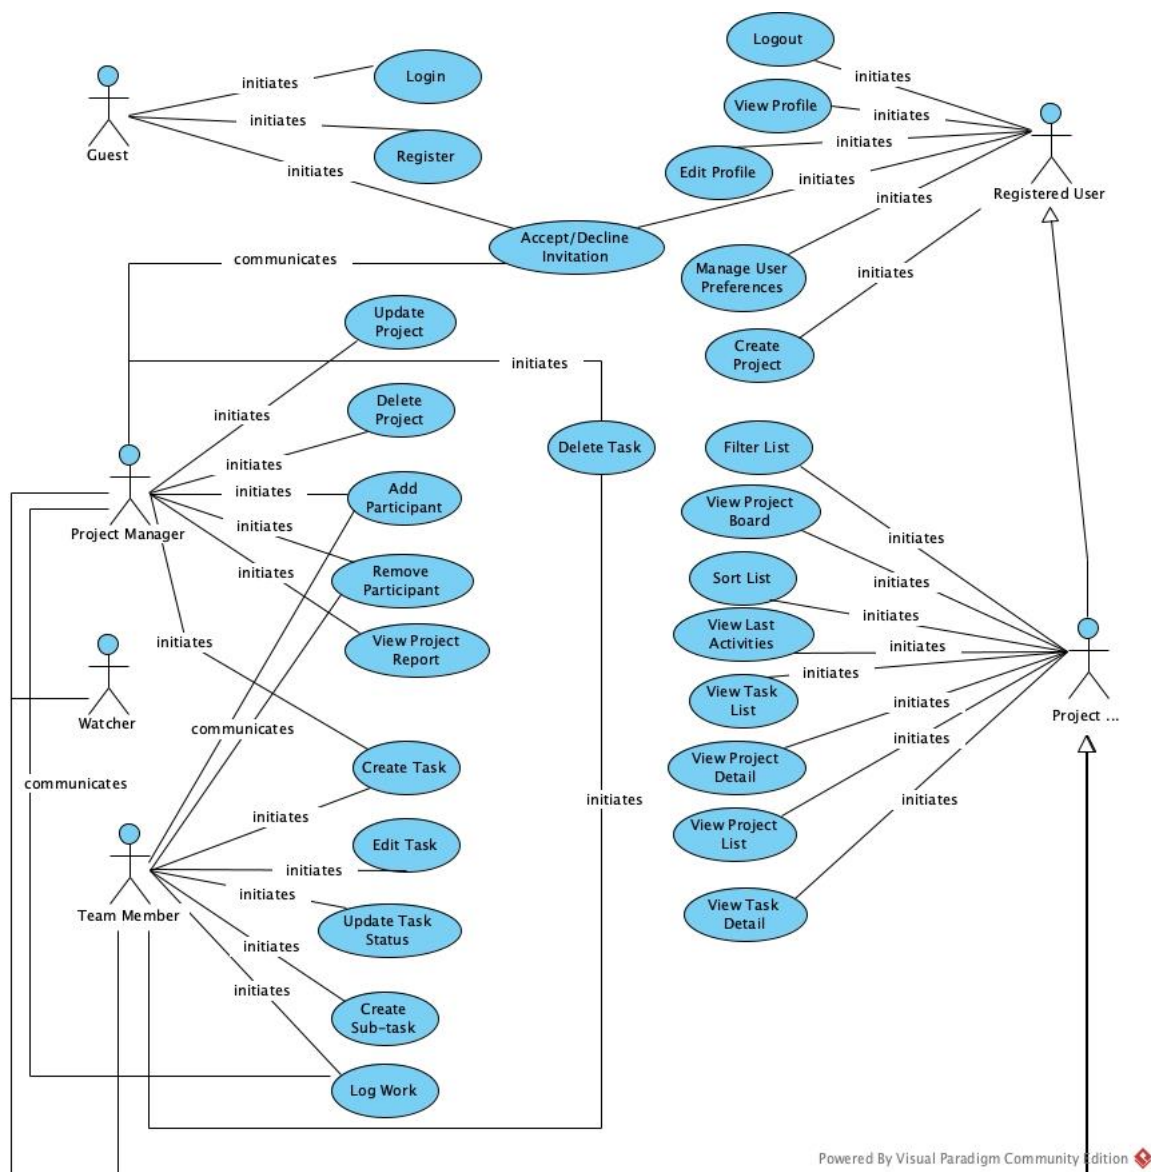 Logout
initiates
Login
initiates
View Profile
initiates
initiates
Register
initiates
Guest
Edit Profile
initiates
initiates
initiates
Registered User
Accept/Decline
Invitation
communicates
Manage User
Preferences
initiates
Update
Project
Create
Project
initiates
initiates
Delete
Project
initiates
Delete Task
Filter List
initiates
Add
Participant
initiates
View Project
Board
Project Manager
initiates
initiates
initiates
Remove
Participant
Sort List
initiates
initiates
View Project
Report
View Last
Activities
initiates
initiates
View Task
List
initiates
Watcher
Project ...
communicates
initiates
initiates
Create Task
View Project
Detail
communicates
initiates
initiates
initiates
Edit Task
View Project
List
initiates
initiates
Team Member
Update Task
Status
View Task
Detail
initiates
initiates
Create
Sub-task
Log Work
Powered By Visual Paradigm Community Edition